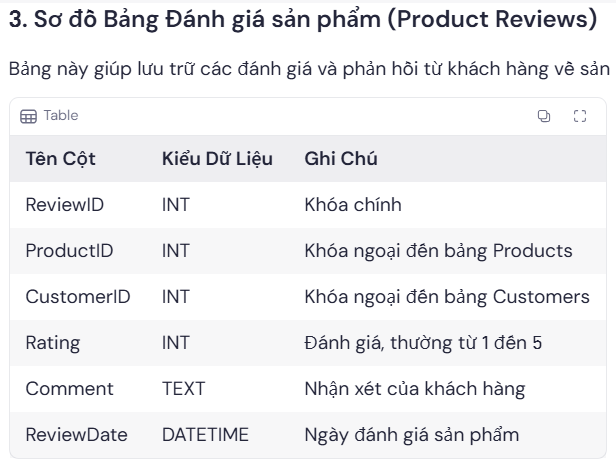 3. Sơ đồ Bảng Đánh giá sản phẩm (Product Reviews)
Bảng này giúp lưu trữ các đánh giá và phản hồi từ khách hàng về sản
Table
Tên Cột Kiểu Dữ Liệu Ghi Chú
ReviewID INT Khóa chính
ProductID INT Khóa ngoại đến bảng Products
CustomerID INT Khóa ngoại đến bảng Customers
Rating INT Đánh giá, thường từ 1 đến 5
Comment TEXT Nhận xét của khách hàng
ReviewDate DATETIME Ngày đánh giá sản phẩm